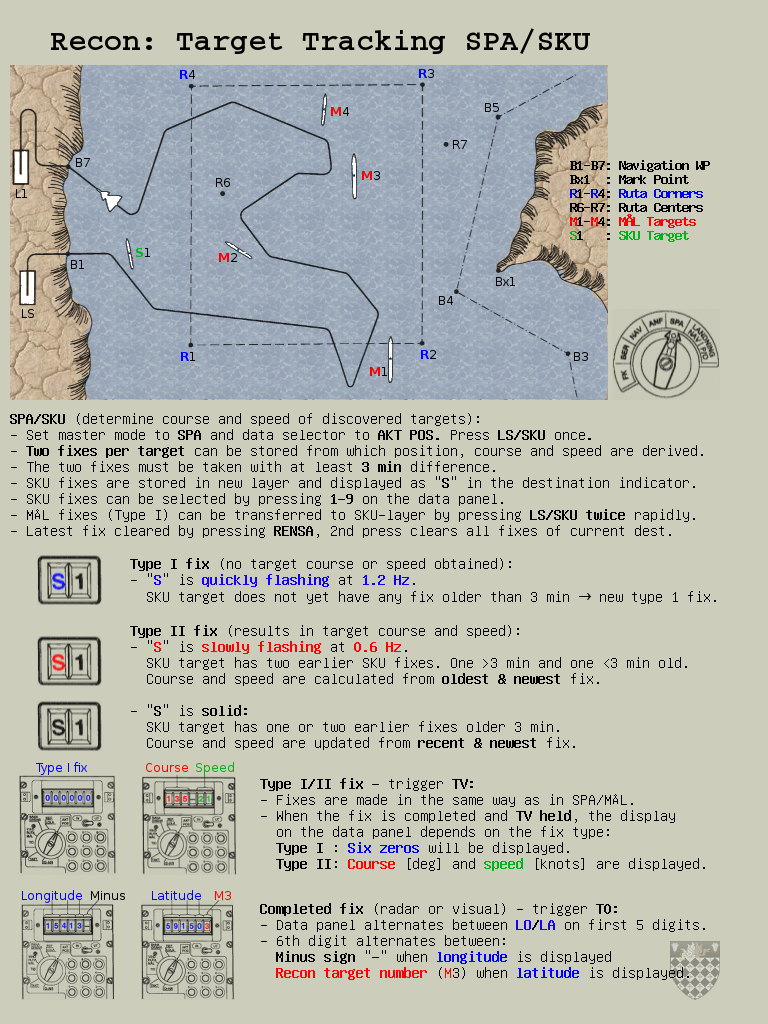 Recon: Target Tracking SPA/SKU
R4
R3
M4
B5
R7
B7
M3
L1
R6
B1-B7: Navigation WP
Bx1 : Mark Point
R1-R4: Ruta Corners
R6-R7: Ruta Centers
M1-M4: MÅL Targets
S1 : SKU Target
S1
M2
B1
Bx1
B4
LS
R1
R2
B3
M1
FK BER NAV ANF SPA LANDNING NAV P/O
SPA/SKU (determine course and speed of discovered targets):
- Set master mode to SPA and data selector to AKT POS. Press LS/SKU once.
- Two fixes per target can be stored from which position, course and speed are derived.
- The two fixes must be taken with at least 3 min difference.
- SKU fixes are stored in new layer and displayed as "S" in the destination indicator.
- SKU fixes can be selected by pressing 1-9 on the data panel.
- MÅL fixes (Type I) can be transferred to SKU-layer by pressing LS/SKU twice rapidly.
- Latest fix cleared by pressing RENSA, 2nd press clears all fixes of current dest.
S1
Type I fix (no target course or speed obtained):
- "S" is quickly flashing at 1.2 Hz.
SKU target does not yet have any fix older than 3 min → new type 1 fix.
S1
Type II fix (results in target course and speed):
- "S" is slowly flashing at 0.6 Hz.
SKU target has two earlier SKU fixes. One >3 min and one <3 min old.
Course and speed are calculated from oldest & newest fix.
S1
- "S" is solid:
SKU target has one or two earlier fixes older 3 min.
Course and speed are updated from recent & newest fix.
Type I fix
Course Speed
000000
135-21
Type I/II fix - trigger TV:
- Fixes are made in the same way as in SPA/MÅL.
- When the fix is completed and TV held, the display
on the data panel depends on the fix type:
Type I : Six zeros will be displayed.
Type II: Course [deg] and speed [knots] are displayed.
Longitude Minus
Latitude M3
15413-
591503
Completed fix (radar or visual) - trigger TO:
- Data panel alternates between LO/LA on first 5 digits.
- 6th digit alternates between:
Minus sign "-" when longitude is displayed
Recon target number (M3) when latitude is displayed.